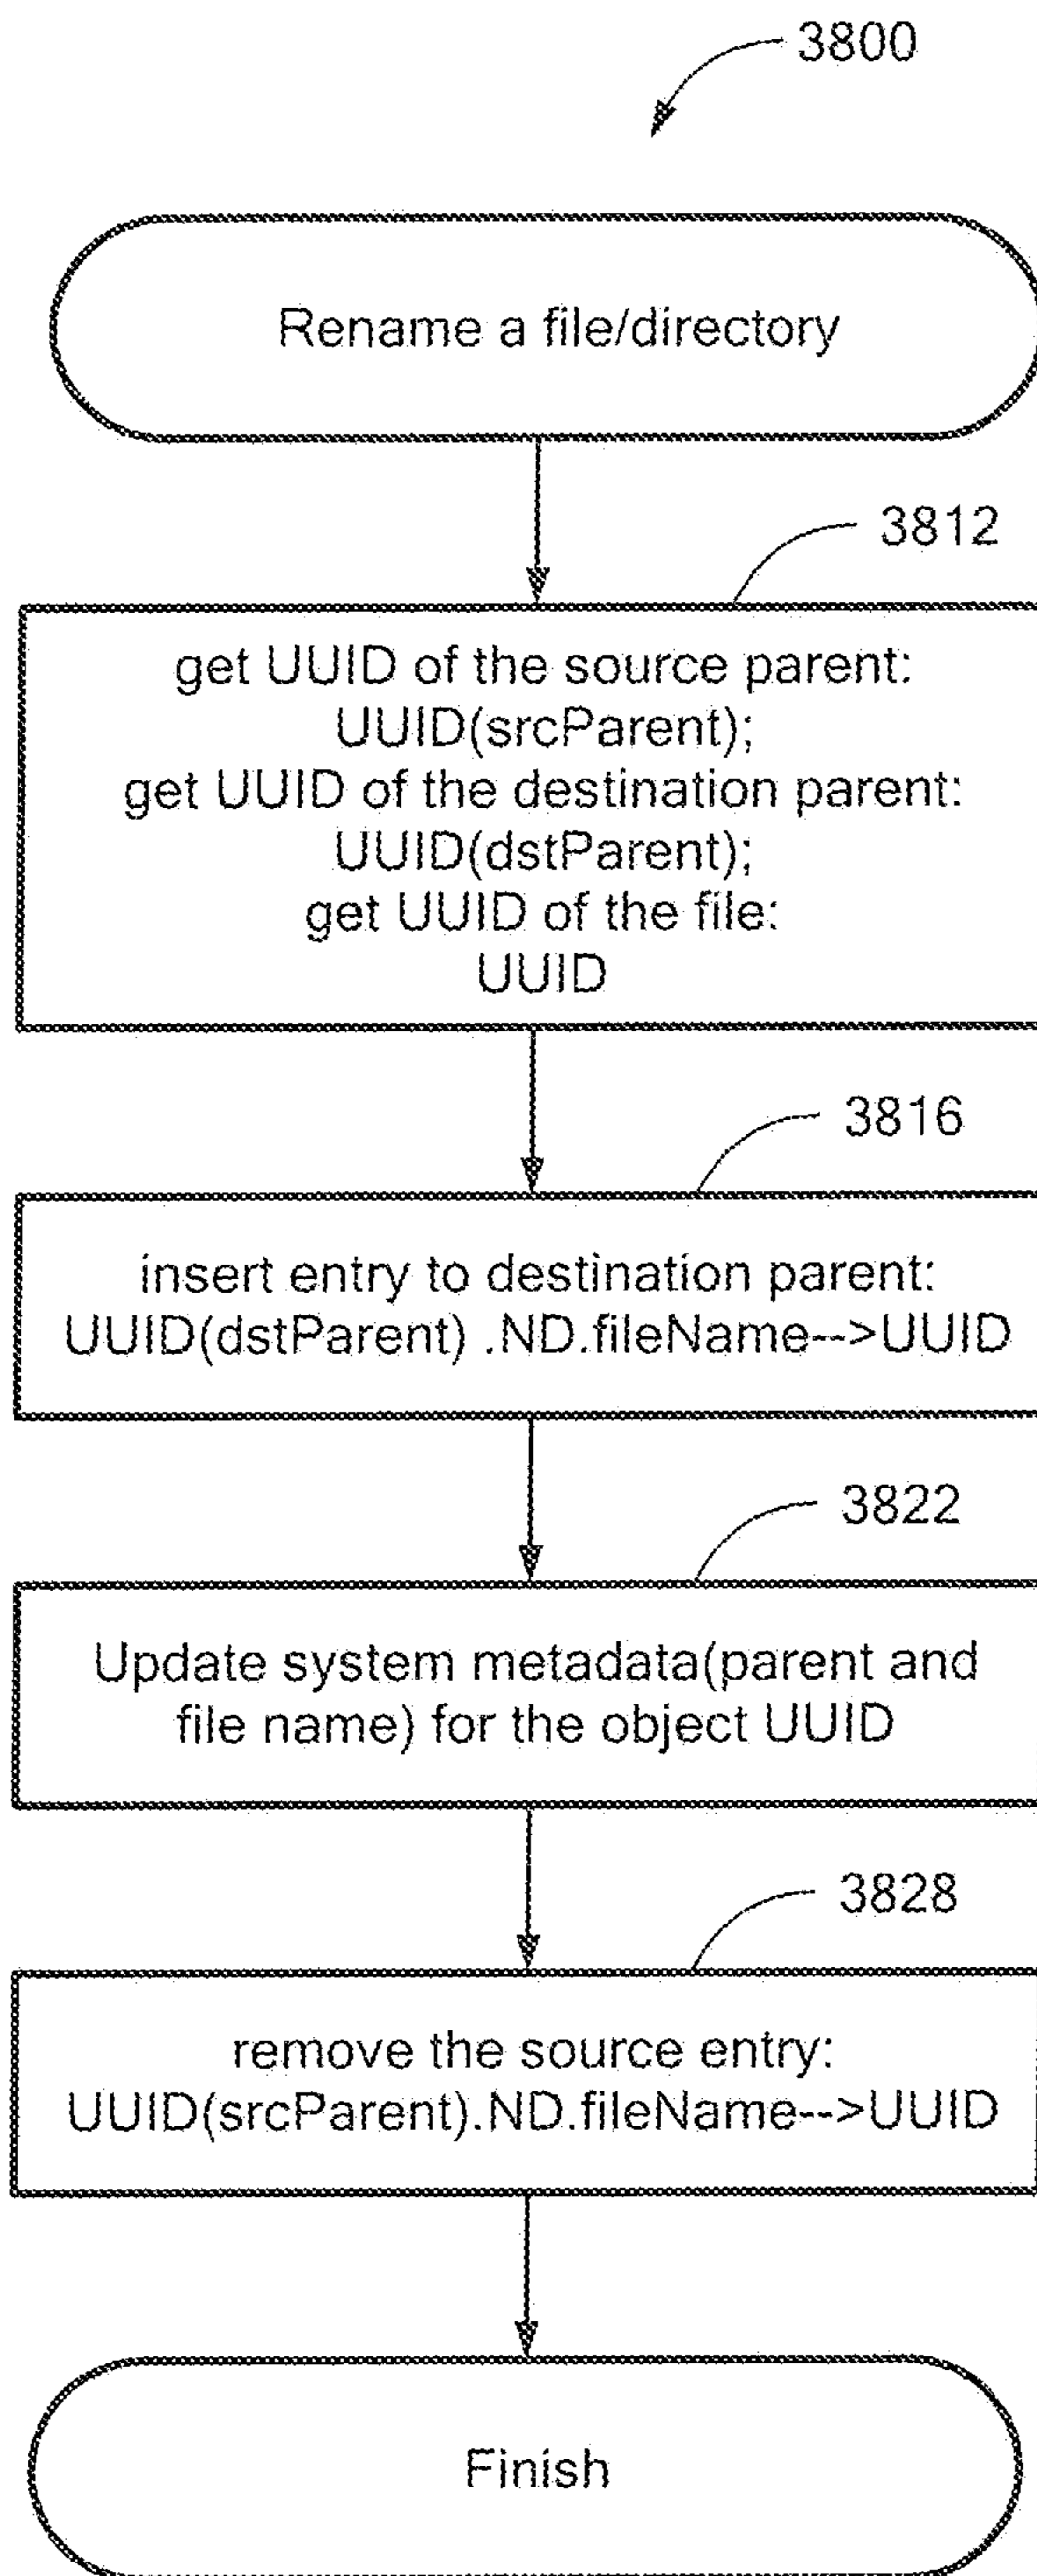 3800
Rename a file/directory
3812
get UUID of the source parent:
UUID(srcParent);
get UUID of the destination parent:
UUID(dstParent);
get UUID of the file:
UUID
3816
insert entry to destination parent:
UUID(dstParent) .ND.fileName-->UUID
3822
Update system metadata(parent and
file name) for the object UUID
3828
remove the source entry:
UUID(srcParent).ND.fileName-->UUID
Finish